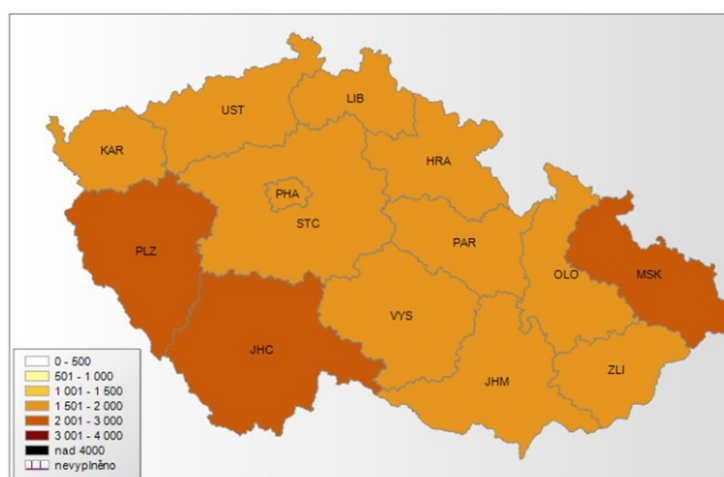 LIB
UST
KAR
HRA
PHA
STC
PAR
PLZ
OLO
MSK
VYS
JHC
ZLI
JHM
0 - 500
501 - 1 000
1 001 - 1 500
1 501 - 2 000
2 001 - 3 000
3 001 - 4 000
nad 4000
nevyplněno